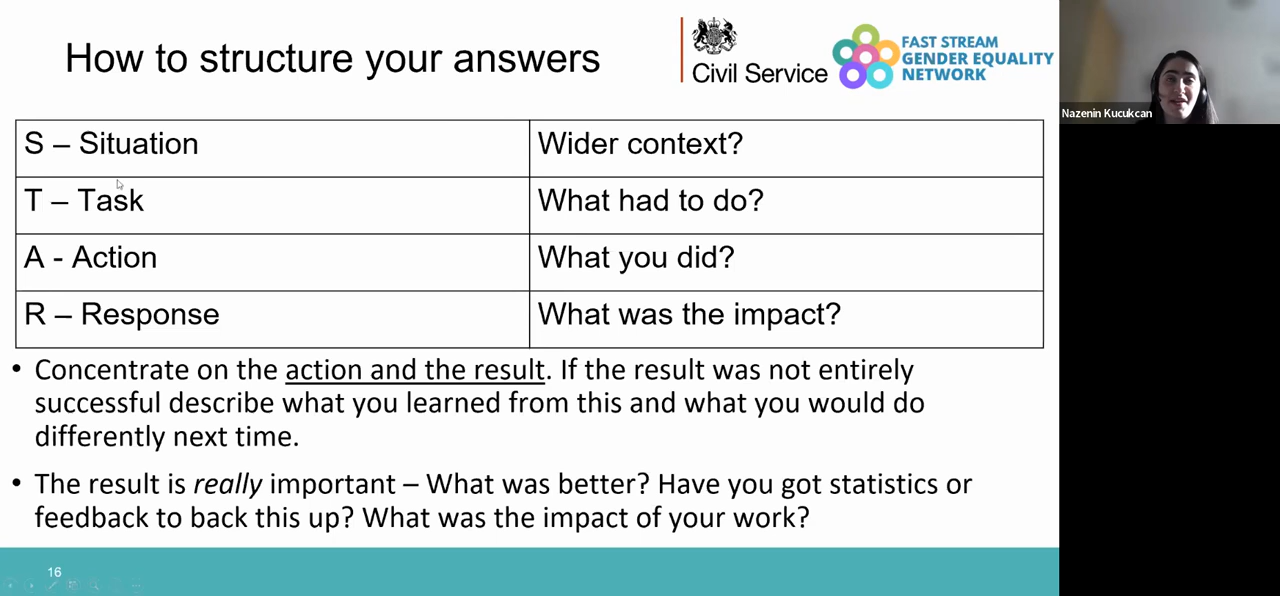 How to structure your answers
Civil Service
FAST STREAM
GENDER EQUALITY
NETWORK
Nazenin Kucukcan
S – Situation
Wider context?
T – Task
What had to do?
A - Action
What you did?
R – Response
What was the impact?
• Concentrate on the action and the result. If the result was not entirely
successful describe what you learned from this and what you would do
differently next time.
• The result is really important – What was better? Have you got statistics or
feedback to back this up? What was the impact of your work?
16